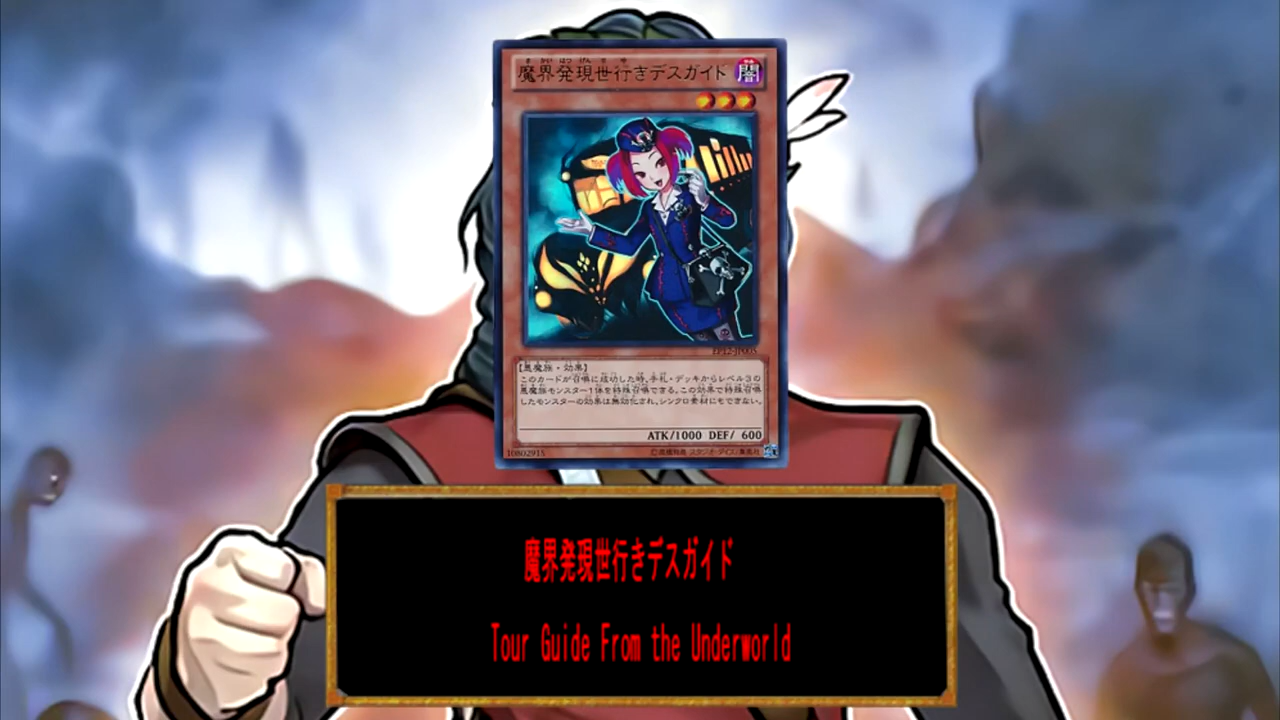 魔界発現世行きデスガイド
闇
EP12-JP005
【悪魔族・効果】
このカードが召喚に成功した時、手札・デッキからレベル3の
悪魔族モンスター1体を特殊召喚できる。この効果で特殊召喚
したモンスターの効果は無効化され、シンクロ素材にもできない。
ATK/1000 DEF/ 600
10802915
魔界発現世行きデスガイド
Tour Guide From the Underworld